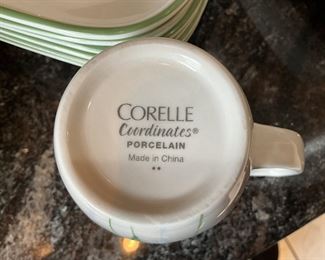 CORELLE
Coordinates®
PORCELAIN
Made in China
**